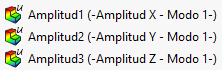 U Amplitud1 (-Amplitud X - Modo 1-)
U Amplitud2 (-Amplitud Y - Modo 1-)
U Amplitud3 (-Amplitud Z - Modo 1-)